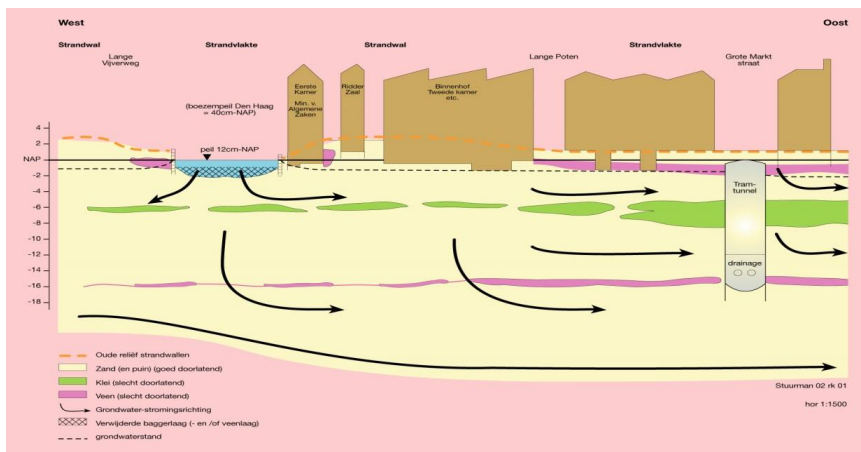 West
Oost
Strandwal
Strandvlakte
Strandwal
Strandvlakte
Lange
Vijverweg
Lange Poten
Grote Markt
straat
(boezempeil Den Haag
= 40cm-NAP)
peil 12cm-NAP
Eerste
Kamer
Min. v.
Algemene
Zaken
Ridder
Zaal
Binnenhof
Tweede kamer
etc.
4
2
NAP
-2
-4
-6
-8
-10
-12
-14
-16
-18
Tram-
tunnel
drainage
Oude reliëf strandwallen
Zand (en puin) (goed doorlatend)
Klei (slecht doorlatend)
Veen (slecht doorlatend)
Grondwater-stromingsrichting
Verwijderde baggerlaag (- en /of veenlaag)
grondwaterstand
Stuurman 02 rk 01
hor 1:1500